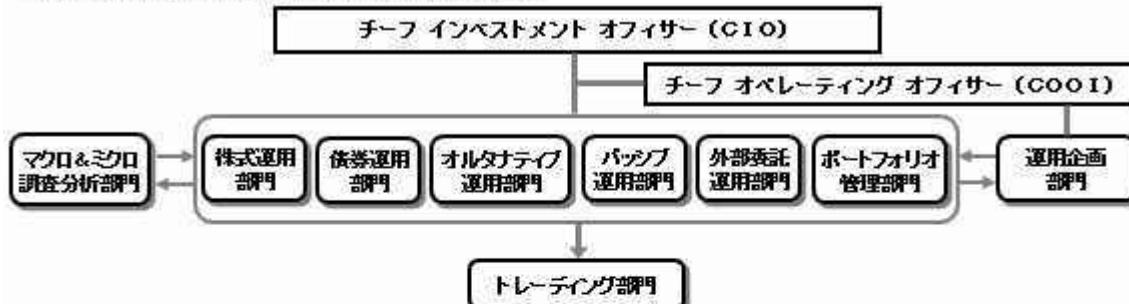 チーフ インベストメント オフィサー (CIO)
チーフ オペレーティング オフィサー (COOI)
マクロ&ミクロ
調査分析部門
株式運用
部門
債券運用
部門
オルタナティブ
運用部門
パッシブ
運用部門
外部委託
運用部門
ポートフォリオ
管理部門
運用企画
部門
トレーディング部門